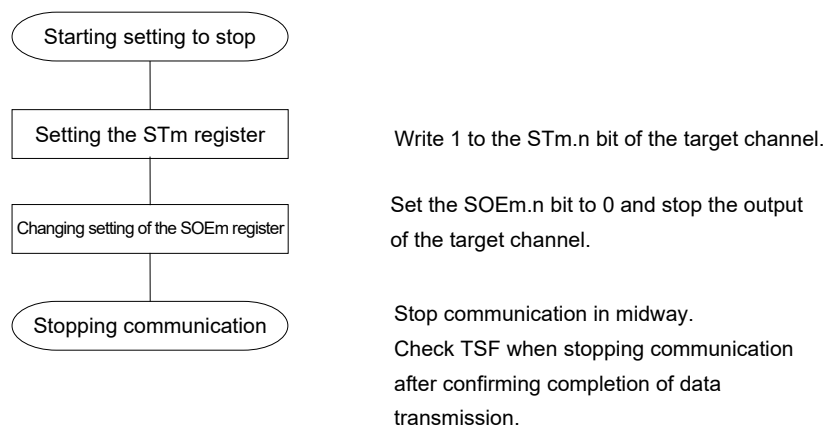 Starting setting to stop
Setting the STm register
Write 1 to the STm.n bit of the target channel.
Changing setting of the SOEm register
Set the SOEm.n bit to 0 and stop the output
of the target channel.
Stopping communication
Stop communication in midway.
Check TSF when stopping communication
after confirming completion of data
transmission.